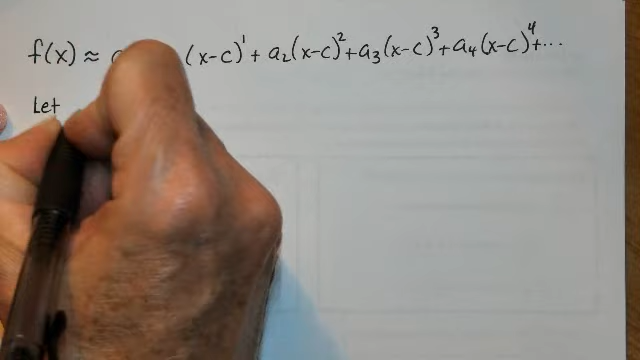 f(x) ≈ (x-c)¹ + a₂(x-c)² + a₃(x-c)³ + a₄(x-c)⁴ + ...
Let